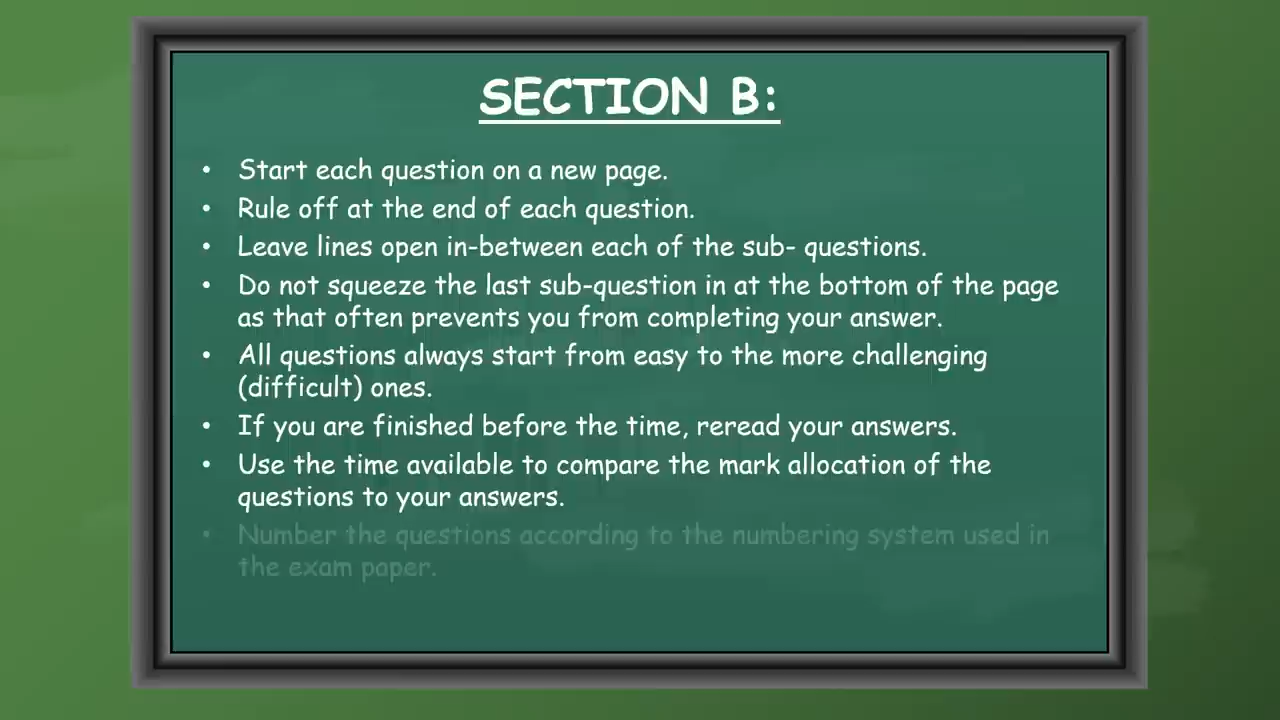 SECTION B:
• Start each question on a new page.
• Rule off at the end of each question.
• Leave lines open in-between each of the sub- questions.
• Do not squeeze the last sub-question in at the bottom of the page
as that often prevents you from completing your answer.
• All questions always start from easy to the more challenging
(difficult) ones.
• If you are finished before the time, reread your answers.
• Use the time available to compare the mark allocation of the
questions to your answers.
• Number the questions according to the numbering system used in
the exam paper.